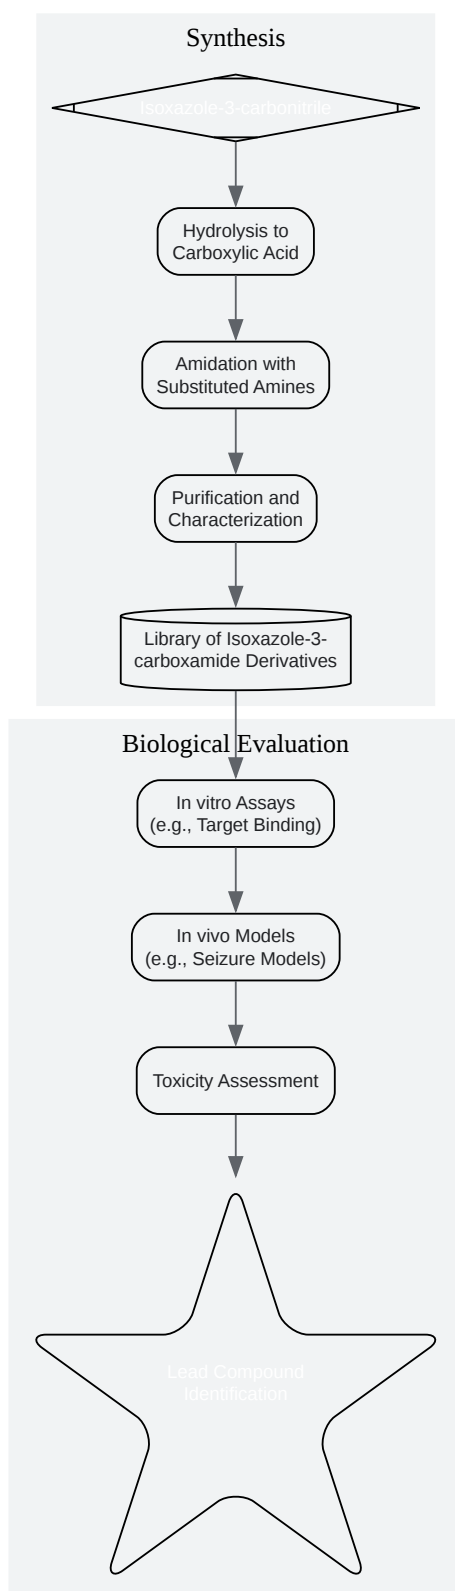 Synthesis
Isoxazole-3-carbonitrile
Hydrolysis to
Carboxylic Acid
Amidation with
Substituted Amines
Purification and
Characterization
Library of Isoxazole-3-
carboxamide Derivatives
Biological Evaluation
In vitro Assays
(e.g., Target Binding)
In vivo Models
(e.g., Seizure Models)
Toxicity Assessment
Lead Compound
Identification